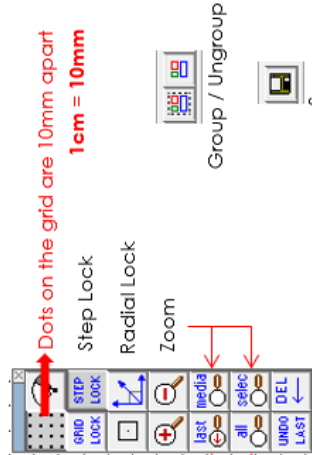 Dots on the grid are 10mm apart
1cm = 10mm
GRID LOCK
STEP LOCK
Step Lock
Radial Lock
Zoom
last
media
all
selec
UNDO LAST
DEL
Group / Ungroup